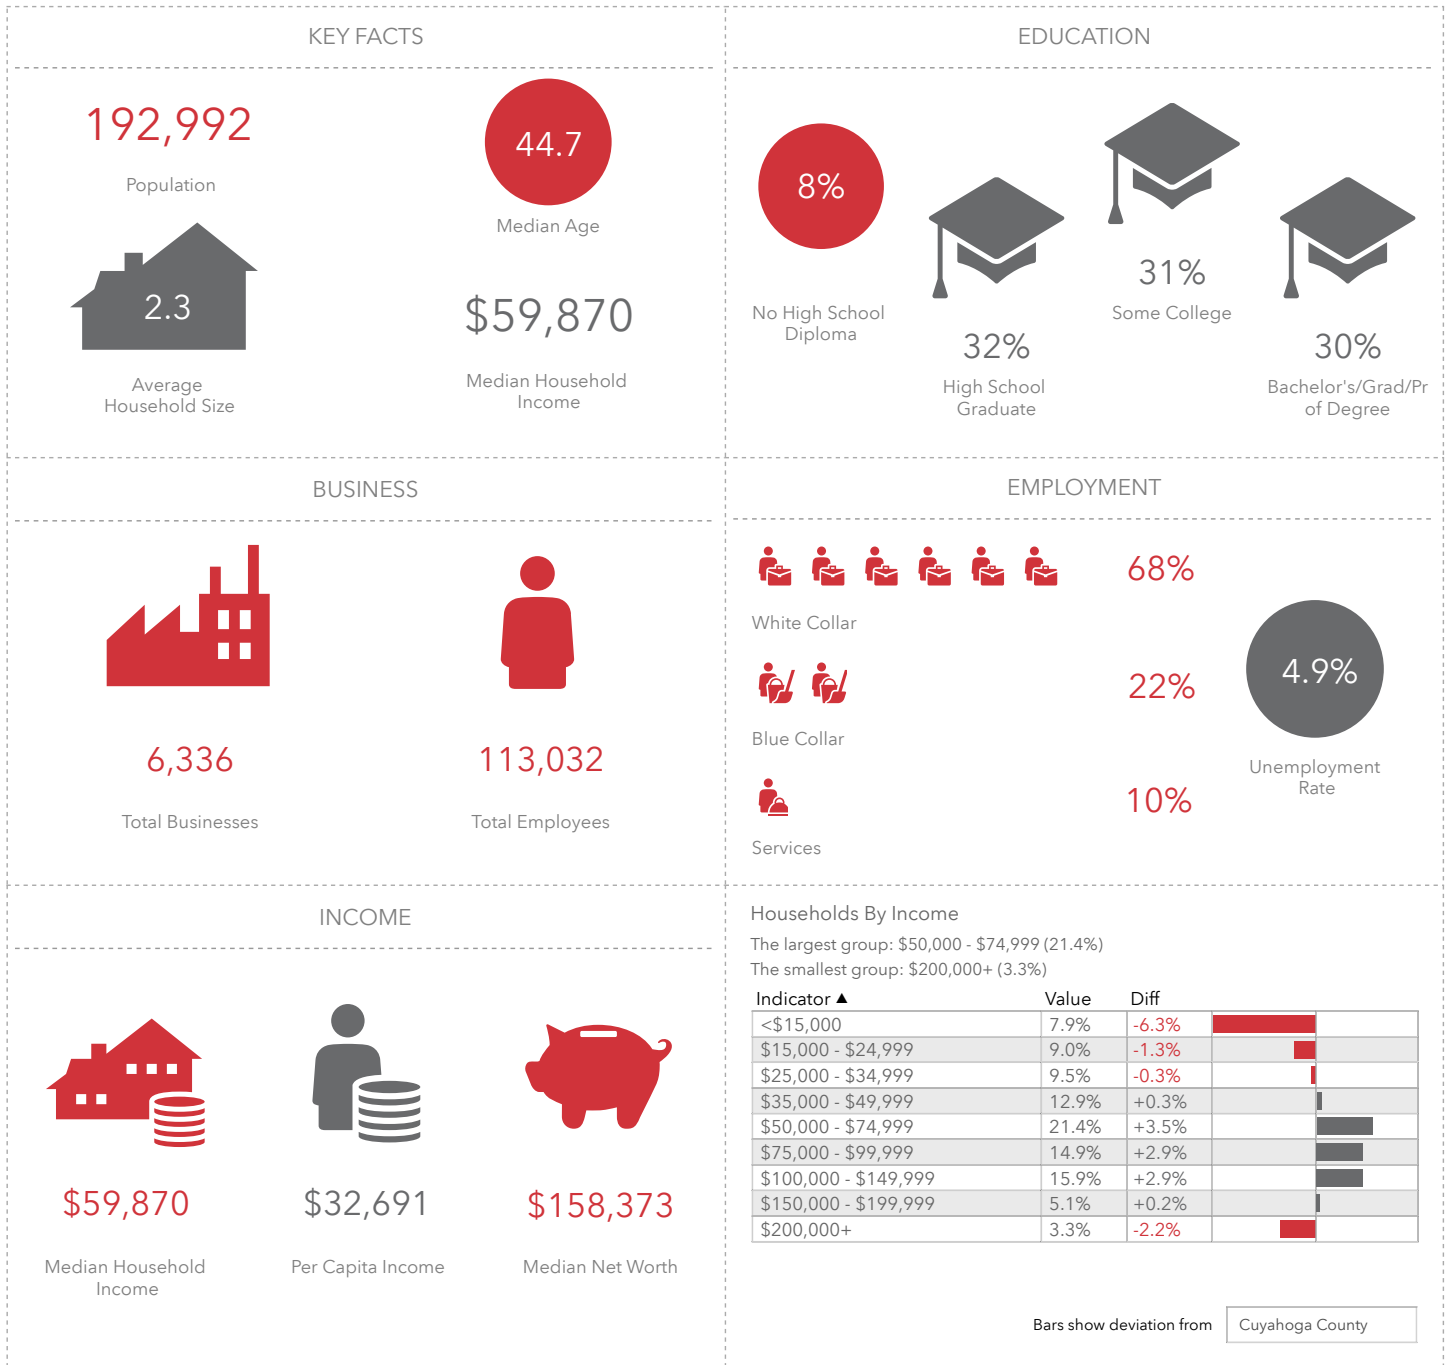 KEY FACTS
192,992
Population
44.7
Median Age
2.3
Average
Household Size
$59,870
Median Household
Income
EDUCATION
8%
No High School
Diploma
32%
High School
Graduate
31%
Some College
30%
Bachelor's/Grad/Pr
of Degree
BUSINESS
6,336
Total Businesses
113,032
Total Employees
EMPLOYMENT
68%
White Collar
22%
Blue Collar
10%
Services
4.9%
Unemployment
Rate
INCOME
$59,870
Median Household
Income
$32,691
Per Capita Income
$158,373
Median Net Worth
Households By Income
The largest group: $50,000 - $74,999 (21.4%)
The smallest group: $200,000+ (3.3%)
Indicator ▲ Value Diff
<$15,000 7.9% -6.3%
$15,000 - $24,999 9.0% -1.3%
$25,000 - $34,999 9.5% -0.3%
$35,000 - $49,999 12.9% +0.3%
$50,000 - $74,999 21.4% +3.5%
$75,000 - $99,999 14.9% +2.9%
$100,000 - $149,999 15.9% +2.9%
$150,000 - $199,999 5.1% +0.2%
$200,000+ 3.3% -2.2%
Bars show deviation from Cuyahoga County